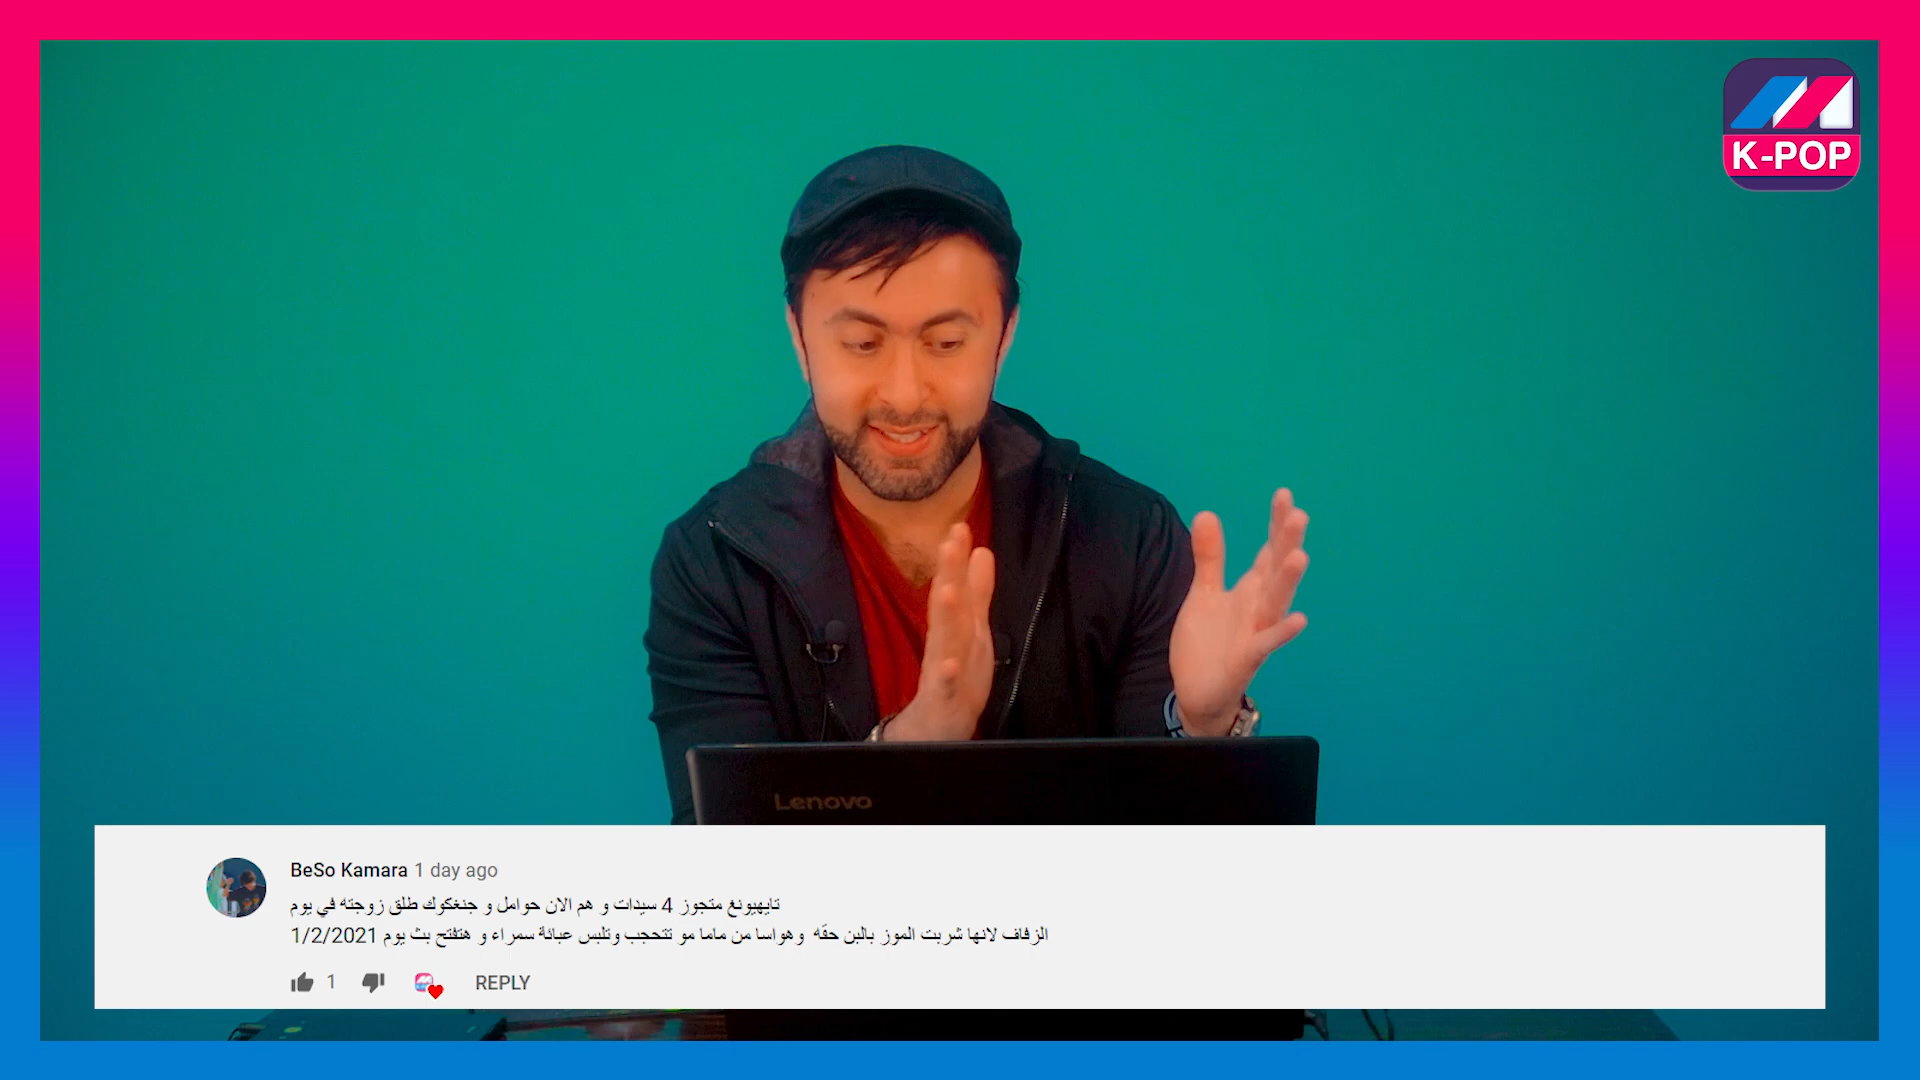 K-POP
Lenovo
BeSo Kamara 1 day ago
تايهيونغ متجوز 4 سيدات و هم الان حوامل و جنغكوك طلق زوجته في يوم
الزفاف لانها شربت الموز بالبن حقّه وهواسا من ماما مو تتحجب وتلبس عبائة سمراء و هتفتح بث يوم 1/2/2021
1
REPLY